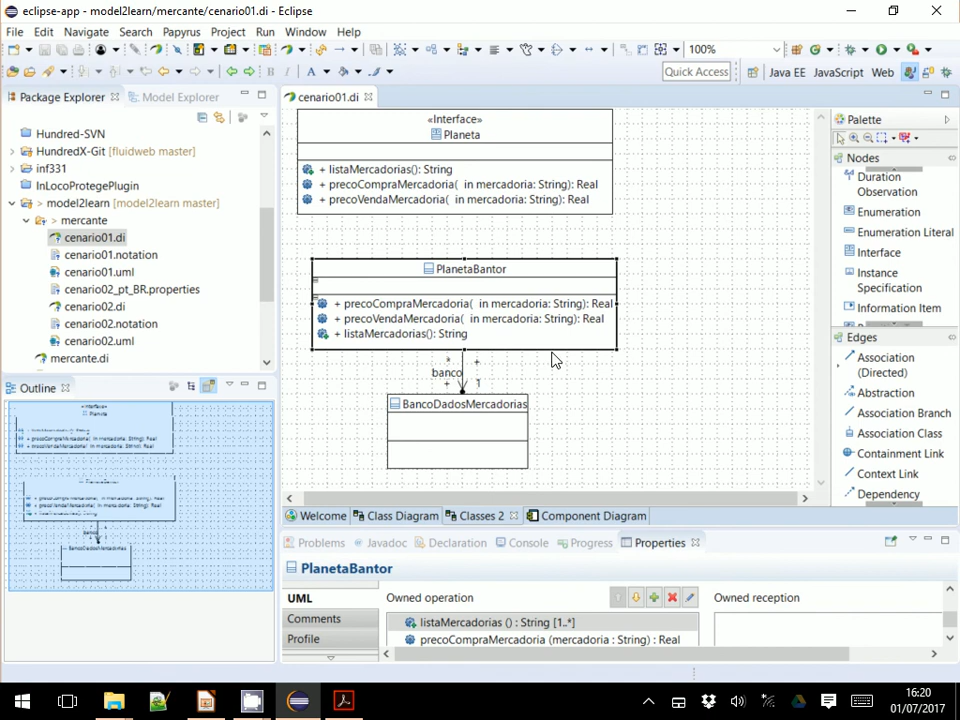 eclipse-app - model2learn/mercante/cenario01.di - Eclipse
File Edit Navigate Search Papyrus Project Run Window Help
100%
Quick Access
Java EE JavaScript Web
Package Explorer Model Explorer
Hundred-SVN
HundredX-Git [fluidweb master]
inf331
InLocoProtegePlugin
> model2learn [model2learn master]
> mercante
cenario01.di
cenario01.notation
cenario01.uml
cenario02_pt_BR.properties
cenario02.di
cenario02.notation
cenario02.uml
mercante.di
Outline
cenario01.di
«Interface»
Planeta
+ listaMercadorias(): String
+ precoCompraMercadoria( in mercadoria: String): Real
+ precoVendaMercadoria( in mercadoria: String): Real
PlanetaBantor
+ precoCompraMercadoria( in mercadoria: String): Real
+ precoVendaMercadoria( in mercadoria: String): Real
+ listaMercadorias(): String
* +
banco
+ 1
BancoDadosMercadorias
Palette
Nodes
Duration
Observation
Enumeration
Enumeration Literal
Interface
Instance
Specification
Information Item
Edges
Association
(Directed)
Abstraction
Association Branch
Association Class
Containment Link
Context Link
Dependency
Welcome Class Diagram Classes 2 Component Diagram
Problems Javadoc Declaration Console Progress Properties
PlanetaBantor
UML
Comments
Profile
Owned operation
listaMercadorias () : String [1..*]
precoCompraMercadoria (mercadoria : String) : Real
Owned reception
16:20
01/07/2017